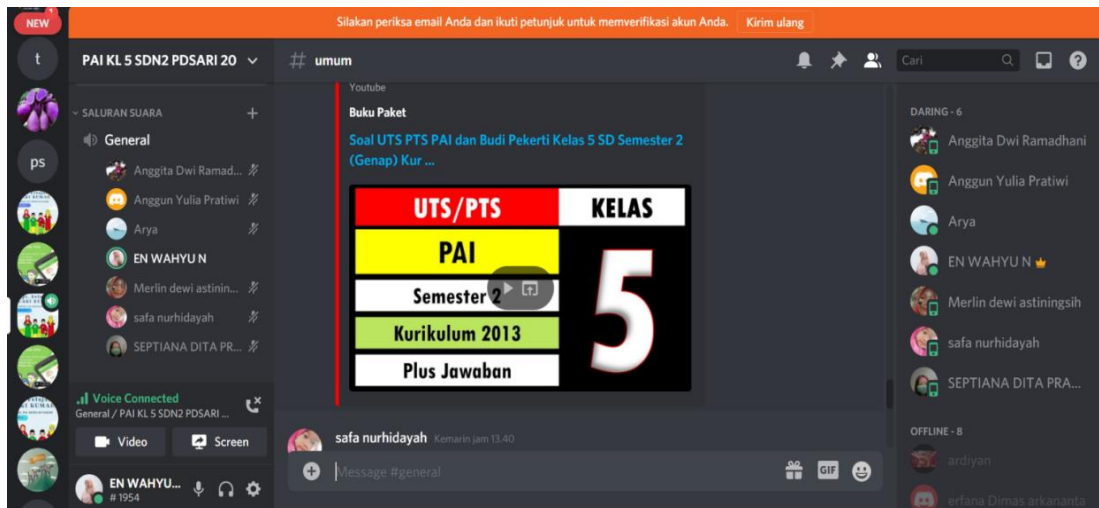 NEW
Silakan periksa email Anda dan ikuti petunjuk untuk memverifikasi akun Anda. Kirim ulang
t
ps
PAI KL 5 SDN2 PDSARI 20
SALURAN SUARA
General
Anggita Dwi Ramad...
Anggun Yulia Pratiwi
Arya
EN WAHYU N
Merlin dewi astinin...
safa nurhidayah
SEPTIANA DITA PR...
Voice Connected
General / PAI KL 5 SDN2 PDSARI ...
Video Screen
EN WAHYU...
#1954
# umum
Cari
Youtube
Buku Paket
Soal UTS PTS PAI dan Budi Pekerti Kelas 5 SD Semester 2
(Genap) Kur ...
UTS/PTS KELAS
PAI
Semester 2
Kurikulum 2013
Plus Jawaban
5
safa nurhidayah Kemarin jam 13.40
Message #general
GIF
DARING - 6
Anggita Dwi Ramadhani
Anggun Yulia Pratiwi
Arya
EN WAHYU N
Merlin dewi astiningsih
safa nurhidayah
SEPTIANA DITA PRA...
OFFLINE - 8
ardiyan
erfana Dimas arkananta